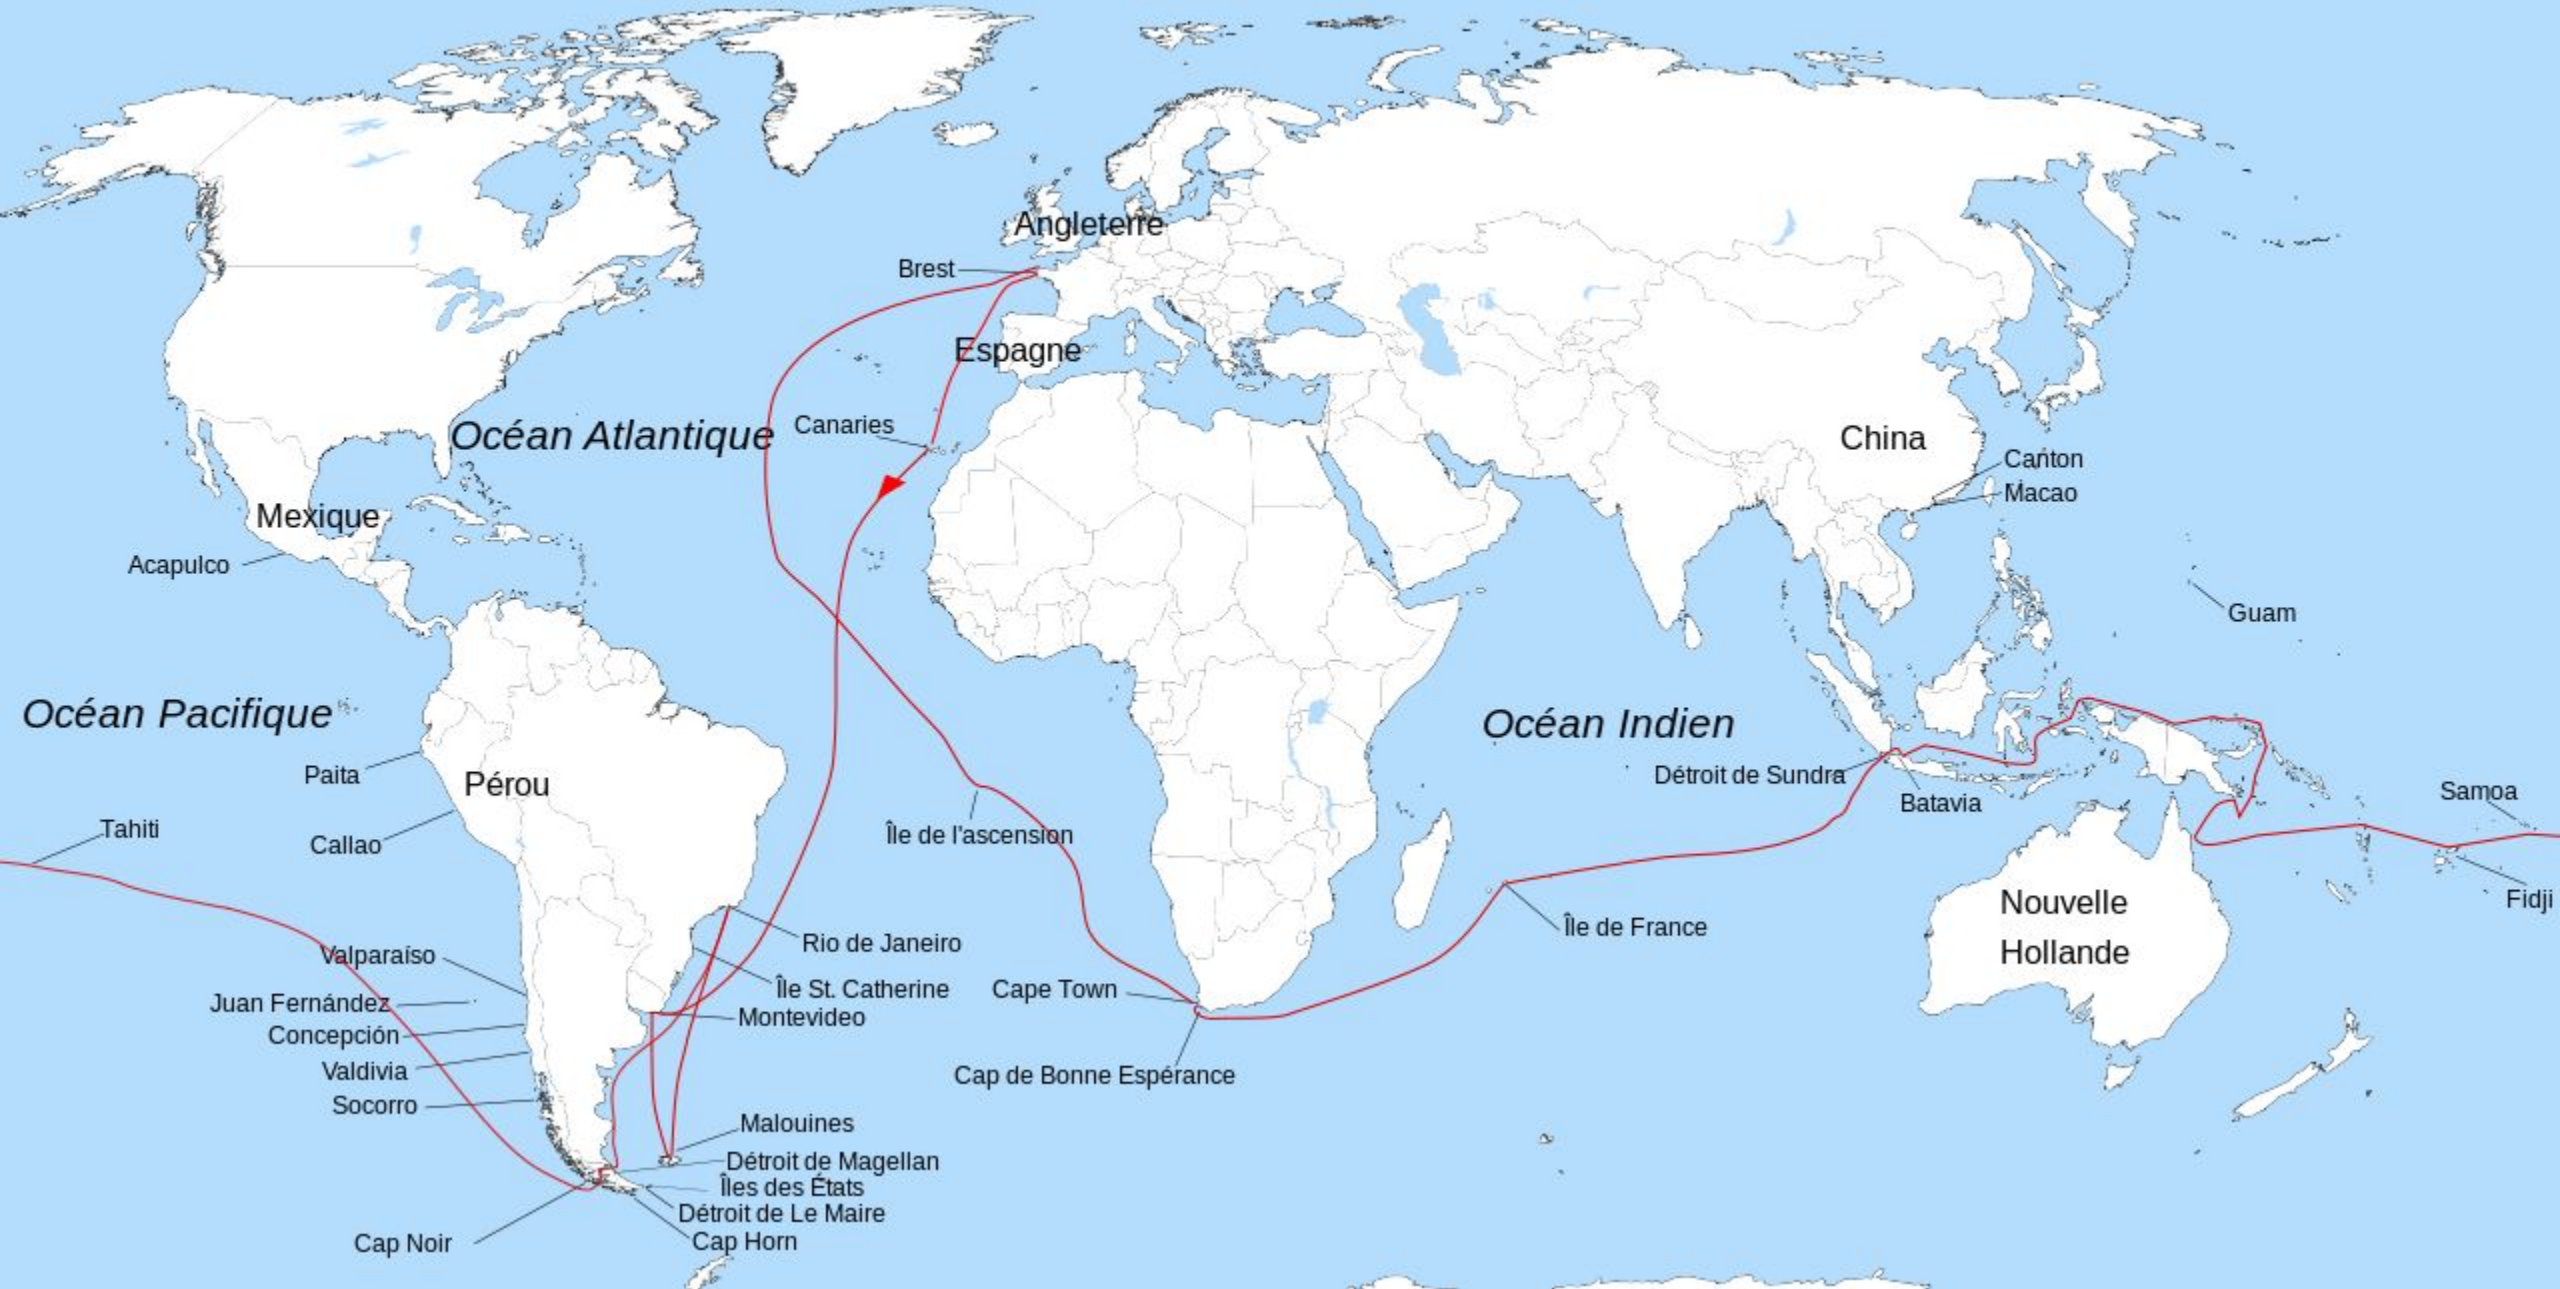 Angleterre
Brest
Espagne
Océan Atlantique
Canaries
China
Canton
Macao
Mexique
Acapulco
Guam
Océan Pacifique
Océan Indien
Paita
Pérou
Détroit de Sundra
Batavia
Samoa
Tahiti
Callao
Île de l'ascension
Fidji
Nouvelle
Hollande
Île de France
Rio de Janeiro
Valparaíso
Île St. Catherine
Cape Town
Juan Fernández
Montevideo
Concepción
Valdivia
Cap de Bonne Espérance
Socorro
Malouines
Détroit de Magellan
Îles des États
Détroit de Le Maire
Cap Noir
Cap Horn